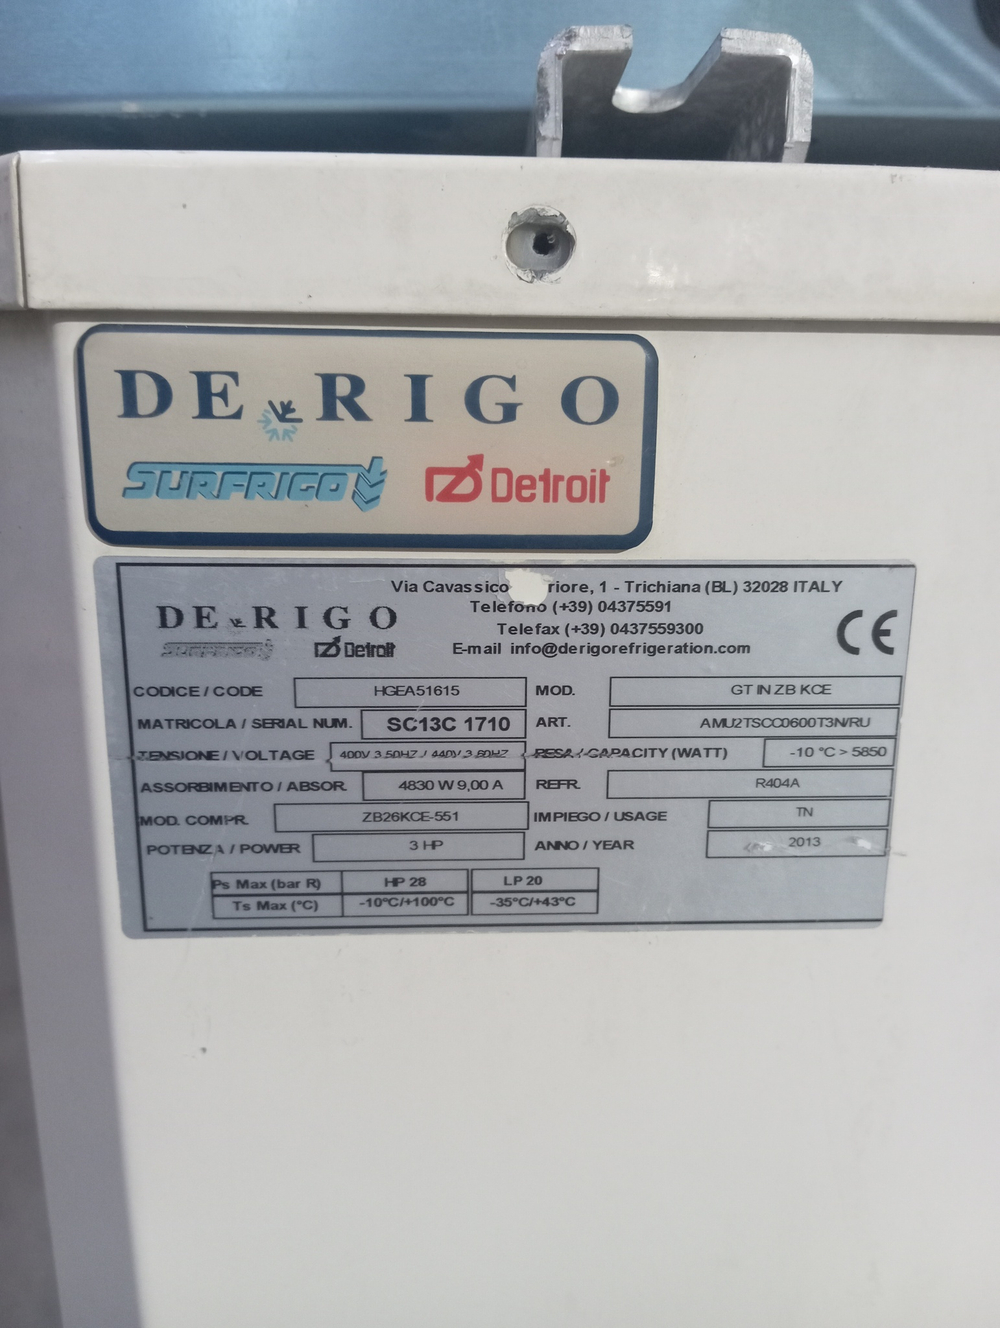 DE RIGO
SURFRIGO Detroit
Via Cavassico riore, 1 - Trichiana (BL) 32028 ITALY
Telefono (+39) 04375591
Telefax (+39) 0437559300
E-mail info@derigorefrigeration.com
DE RIGO
SURFRIGO Detroit
CE
CODICE / CODE HGEA51615 MOD. GT IN ZB KCE
MATRICOLA / SERIAL NUM. SC13C 1710 ART. AMU2TSCC0600T3N/RU
TENSIONE / VOLTAGE 400V 3 50HZ / 440V 3 60HZ RESA / CAPACITY (WATT) -10 °C > 5850
ASSORBIMENTO / ABSOR. 4830 W 9,00 A REFR. R404A
MOD. COMPR. ZB26KCE-551 IMPIEGO / USAGE TN
POTENZA / POWER 3 HP ANNO / YEAR 2013
Ps Max (bar R) HP 28 LP 20
Ts Max (°C) -10°C/+100°C -35°C/+43°C